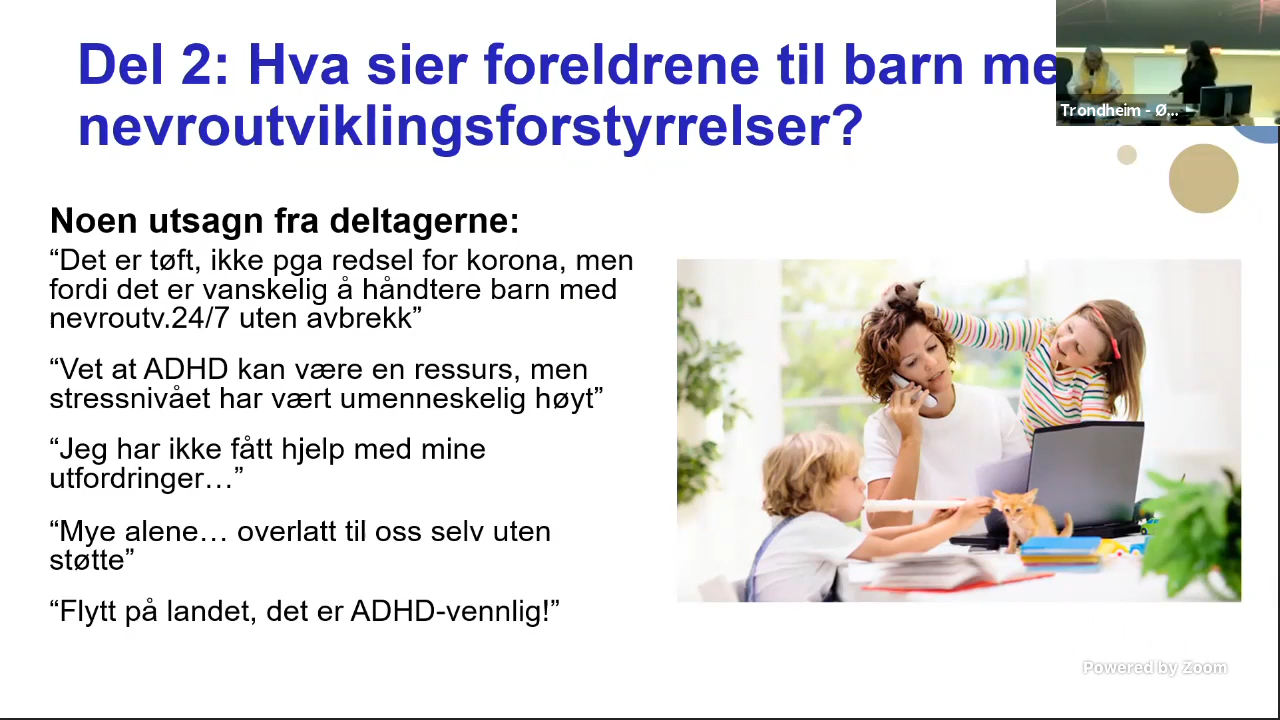 Del 2: Hva sier foreldrene til barn me
nevroutviklingsforstyrrelser?
Trondheim - Ø...
Noen utsagn fra deltagerne:
“Det er tøft, ikke pga redsel for korona, men
fordi det er vanskelig å håndtere barn med
nevroutv.24/7 uten avbrekk”
“Vet at ADHD kan være en ressurs, men
stressnivået har vært umenneskelig høyt”
“Jeg har ikke fått hjelp med mine
utfordringer…”
“Mye alene… overlatt til oss selv uten
støtte”
“Flytt på landet, det er ADHD-vennlig!”
Powered by Zoom